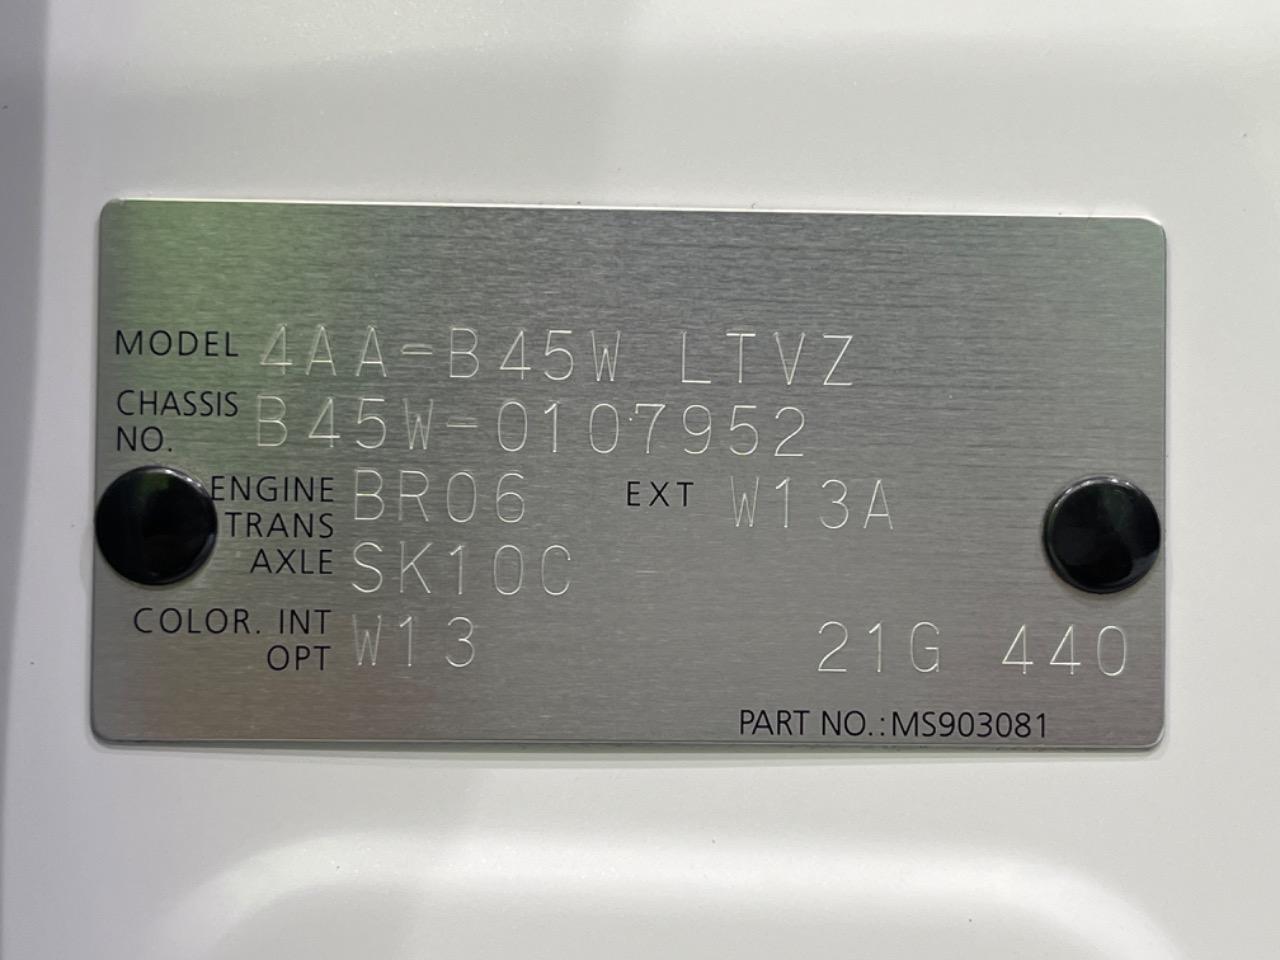 MODEL 4AA-B45W LTVZ
CHASSIS NO. B45W-0107952
ENGINE BR06 EXT W13A
TRANS AXLE SK10C
COLOR. INT OPT W13 21G 440
PART NO.:MS903081